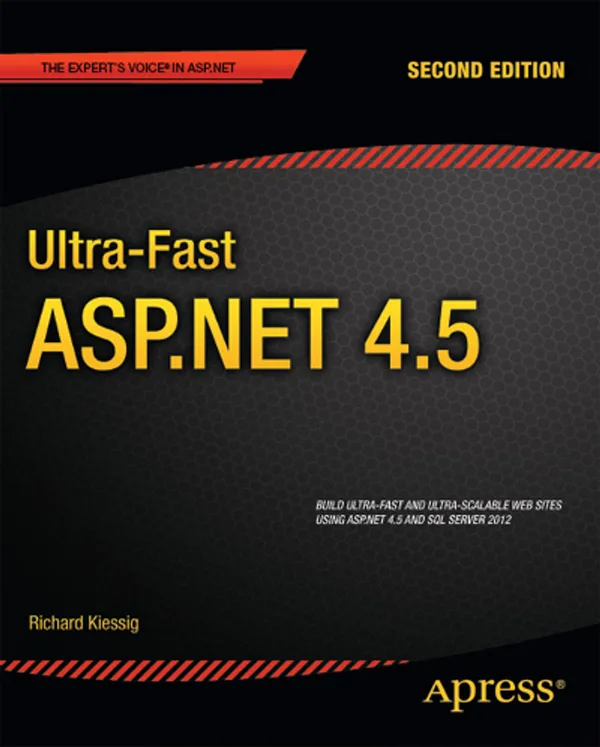 THE EXPERT'S VOICE® IN ASP.NET
SECOND EDITION
Ultra-Fast
ASP.NET 4.5
BUILD ULTRA-FAST AND ULTRA-SCALABLE WEB SITES
USING ASP.NET 4.5 AND SQL SERVER 2012
Richard Kiessig
Apress®